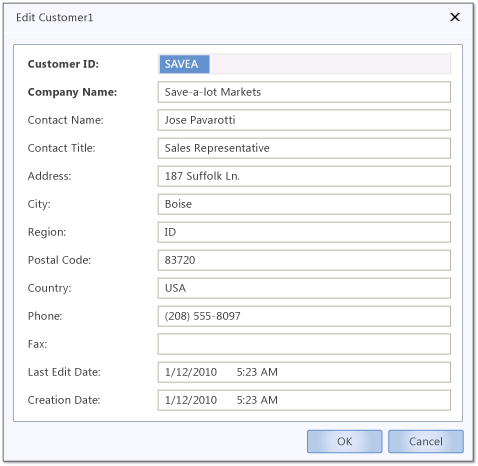 Edit Customer1
Customer ID: SAVEA
Company Name: Save-a-lot Markets
Contact Name: Jose Pavarotti
Contact Title: Sales Representative
Address: 187 Suffolk Ln.
City: Boise
Region: ID
Postal Code: 83720
Country: USA
Phone: (208) 555-8097
Fax:
Last Edit Date: 1/12/2010 5:23 AM
Creation Date: 1/12/2010 5:23 AM
OK Cancel